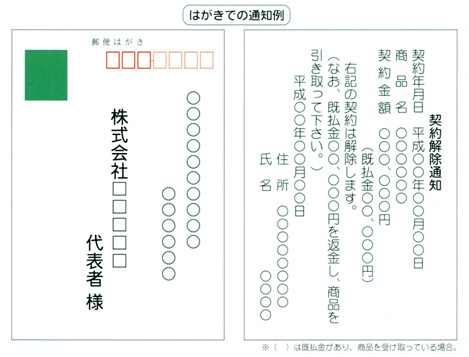 はがきでの通知例
郵便はがき
○○○○○○○○○○○
○○○○○○○
株式会社□□□□□
代表者 様
契約解除通知
契約年月日 平成○○年○○月○○日
商品名 ○○○○○○
契約金額 ○○、○○○円
(既払金○○、○○○円)
右記の契約は解除します。
(なお、既払金○○、○○○円を返金し、商品を
引き取って下さい。)
平成○○年○○月○○日
住所 ○○○○○○○○
氏名 ○○○○
※( )は既払金があり、商品を受け取っている場合。